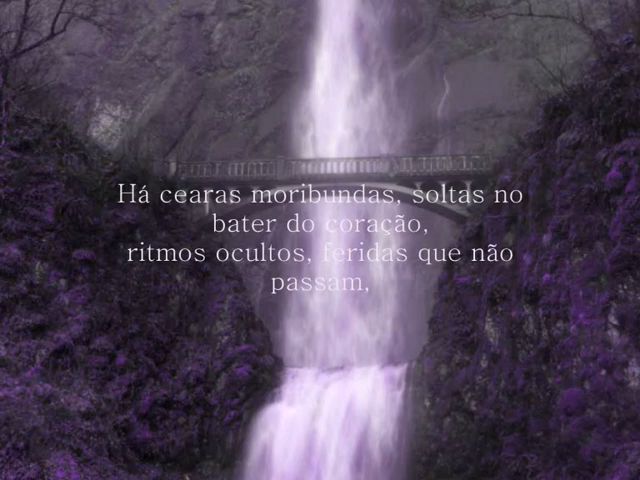 Há cearas moribundas, soltas no
bater do coração,
ritmos ocultos, feridas que não
passam,